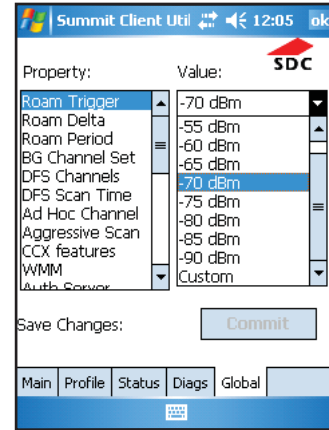 Summit Client Util 12:05 ok
SDC
Property: Value:
Roam Trigger
Roam Delta
Roam Period
BG Channel Set
DFS Channels
DFS Scan Time
Ad Hoc Channel
Aggressive Scan
CCX features
WMM
Auth Server
-70 dBm
-55 dBm
-60 dBm
-65 dBm
-70 dBm
-75 dBm
-80 dBm
-85 dBm
-90 dBm
Custom
Save Changes: Commit
Main Profile Status Diags Global